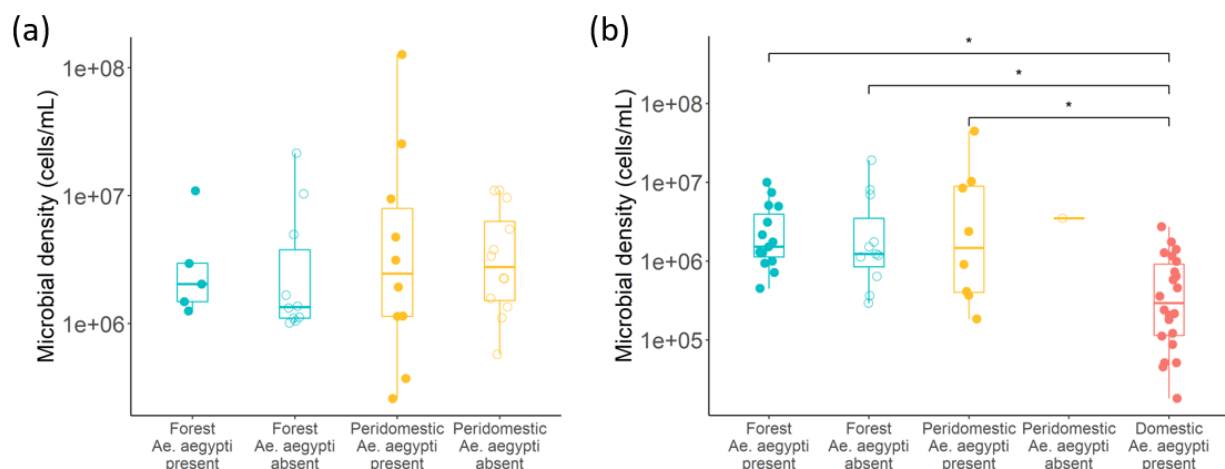 (a)
Microbial density (cells/mL)
1e+08
1e+07
1e+06
Forest
Ae. aegypti
present
Forest
Ae. aegypti
absent
Peridomestic
Ae. aegypti
present
Peridomestic
Ae. aegypti
absent
(b)
Microbial density (cells/mL)
1e+08
1e+07
1e+06
1e+05
*
*
*
Forest
Ae. aegypti
present
Forest
Ae. aegypti
absent
Peridomestic
Ae. aegypti
present
Peridomestic
Ae. aegypti
absent
Domestic
Ae. aegypti
present